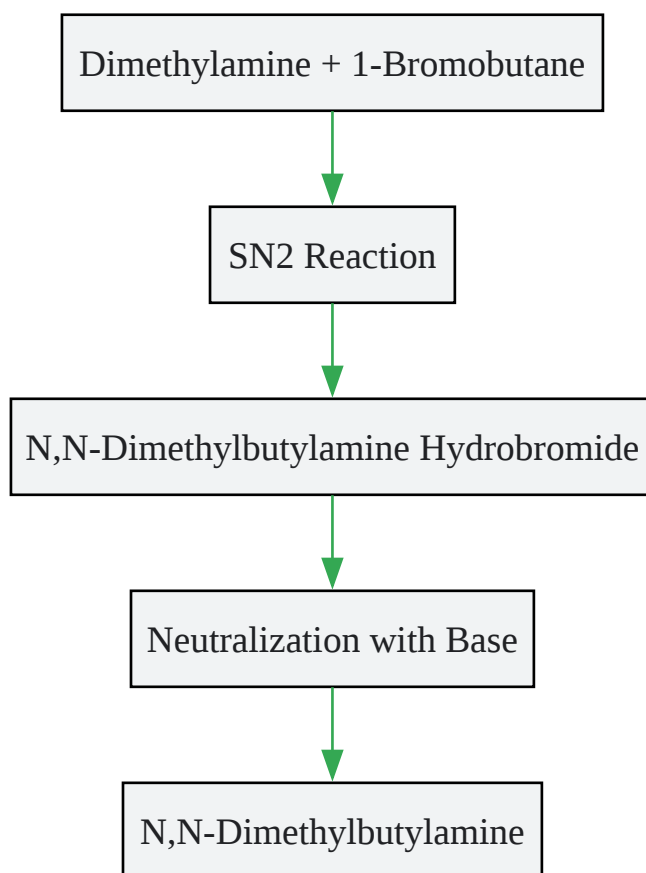 Dimethylamine + 1-Bromobutane
SN2 Reaction
N,N-Dimethylbutylamine Hydrobromide
Neutralization with Base
N,N-Dimethylbutylamine